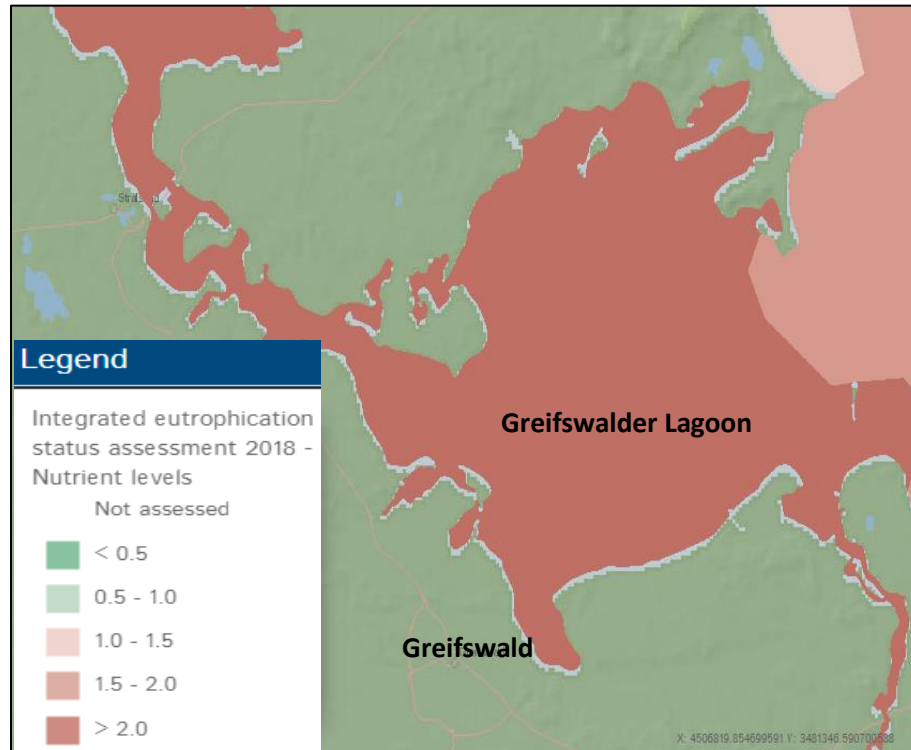 Greifswalder Lagoon
Greifswald
Legend
Integrated eutrophication
status assessment 2018 -
Nutrient levels
Not assessed
< 0.5
0.5 - 1.0
1.0 - 1.5
1.5 - 2.0
> 2.0
X: 4506819.854699591 Y: 3481346.590700538